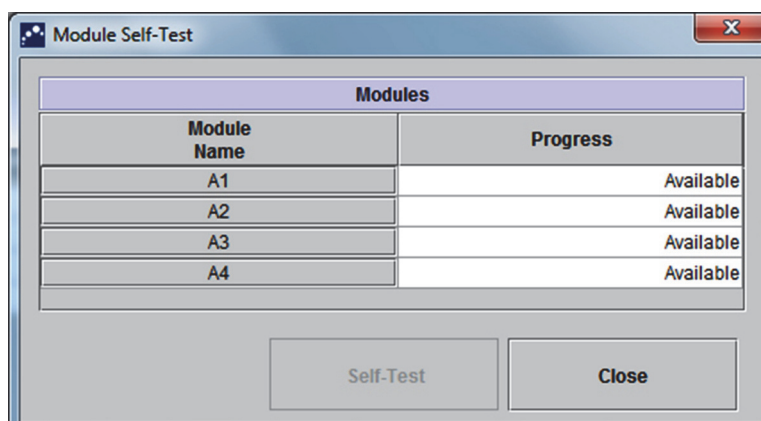 Module Self-Test
x
Modules
Module
Name
Progress
A1 Available
A2 Available
A3 Available
A4 Available
Self-Test Close